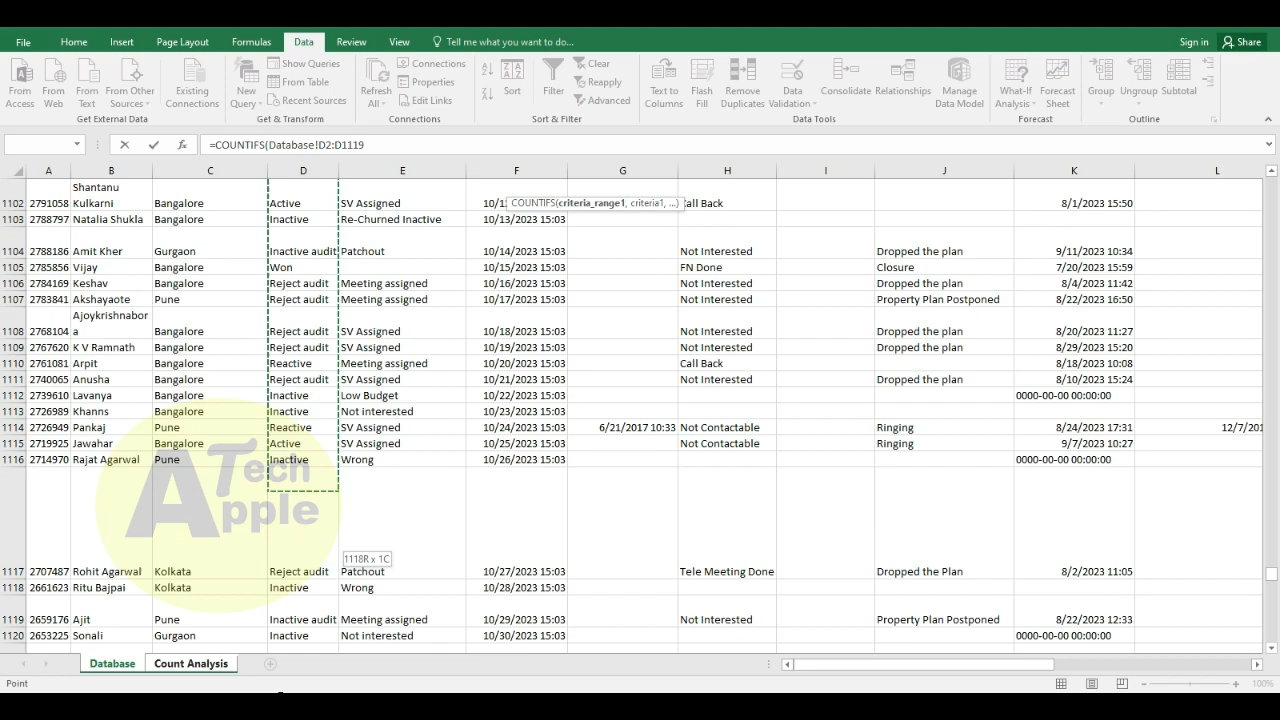 File Home Insert Page Layout Formulas Data Review View Tell me what you want to do... Sign in Share
From Access From Web From Text From Other Sources Existing Connections New Query Show Queries From Table Recent Sources Refresh All Connections Properties Edit Links Sort Filter Clear Reapply Advanced Text to Columns Flash Fill Remove Duplicates Data Validation Consolidate Relationships Manage Data Model What-If Analysis Forecast Sheet Group Ungroup Subtotal
Get External Data Get & Transform Connections Sort & Filter Data Tools Forecast Outline
fx =COUNTIFS(Database!D2:D1119
A B C D E F G H I J K L
1102 2791058 Shantanu Kulkarni Bangalore Active SV Assigned 10/1 COUNTIFS(criteria_range1, criteria1, ...) Call Back 8/1/2023 15:50
1103 2788797 Natalia Shukla Bangalore Inactive Re-Churned Inactive 10/13/2023 15:03
1104 2788186 Amit Kher Gurgaon Inactive audit Patchout 10/14/2023 15:03 Not Interested Dropped the plan 9/11/2023 10:34
1105 2785856 Vijay Bangalore Won 10/15/2023 15:03 FN Done Closure 7/20/2023 15:59
1106 2784169 Keshav Bangalore Reject audit Meeting assigned 10/16/2023 15:03 Not Interested Dropped the plan 8/4/2023 11:42
1107 2783841 Akshayaote Pune Reject audit Meeting assigned 10/17/2023 15:03 Not Interested Property Plan Postponed 8/22/2023 16:50
1108 2768104 Ajoykrishnabora Bangalore Reject audit SV Assigned 10/18/2023 15:03 Not Interested Dropped the plan 8/20/2023 11:27
1109 2767620 K V Ramnath Bangalore Reject audit SV Assigned 10/19/2023 15:03 Not Interested Dropped the plan 8/29/2023 15:20
1110 2761081 Arpit Bangalore Reactive Meeting assigned 10/20/2023 15:03 Call Back 8/18/2023 10:08
1111 2740065 Anusha Bangalore Reject audit SV Assigned 10/21/2023 15:03 Not Interested Dropped the plan 8/10/2023 15:24
1112 2739610 Lavanya Bangalore Inactive Low Budget 10/22/2023 15:03 0000-00-00 00:00:00
1113 2726989 Khanns Bangalore Inactive Not interested 10/23/2023 15:03
1114 2726949 Pankaj Pune Reactive SV Assigned 10/24/2023 15:03 6/21/2017 10:33 Not Contactable Ringing 8/24/2023 17:31 12/7/201
1115 2719925 Jawahar Bangalore Active SV Assigned 10/25/2023 15:03 Not Contactable Ringing 9/7/2023 10:27
1116 2714970 Rajat Agarwal Pune Inactive Wrong 10/26/2023 15:03 0000-00-00 00:00:00
A Tech Apple
1118R x 1C
1117 2707487 Rohit Agarwal Kolkata Reject audit Patchout 10/27/2023 15:03 Tele Meeting Done Dropped the Plan 8/2/2023 11:05
1118 2661623 Ritu Bajpai Kolkata Inactive Wrong 10/28/2023 15:03
1119 2659176 Ajit Pune Inactive audit Meeting assigned 10/29/2023 15:03 Not Interested Property Plan Postponed 8/22/2023 12:33
1120 2653225 Sonali Gurgaon Inactive Not interested 10/30/2023 15:03 0000-00-00 00:00:00
Database Count Analysis
Point 100%